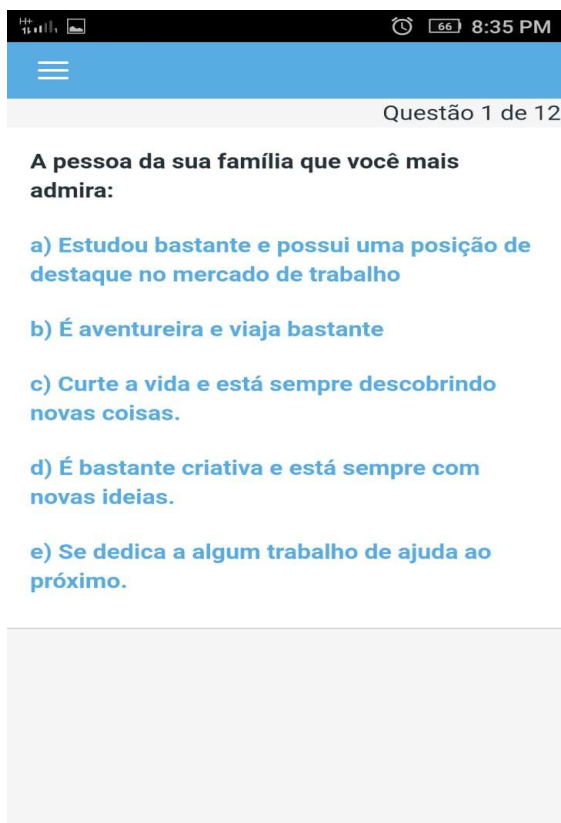 H+
66 8:35 PM
Questão 1 de 12
A pessoa da sua família que você mais
admira:
a) Estudou bastante e possui uma posição de
destaque no mercado de trabalho
b) É aventureira e viaja bastante
c) Curte a vida e está sempre descobrindo
novas coisas.
d) É bastante criativa e está sempre com
novas ideias.
e) Se dedica a algum trabalho de ajuda ao
próximo.